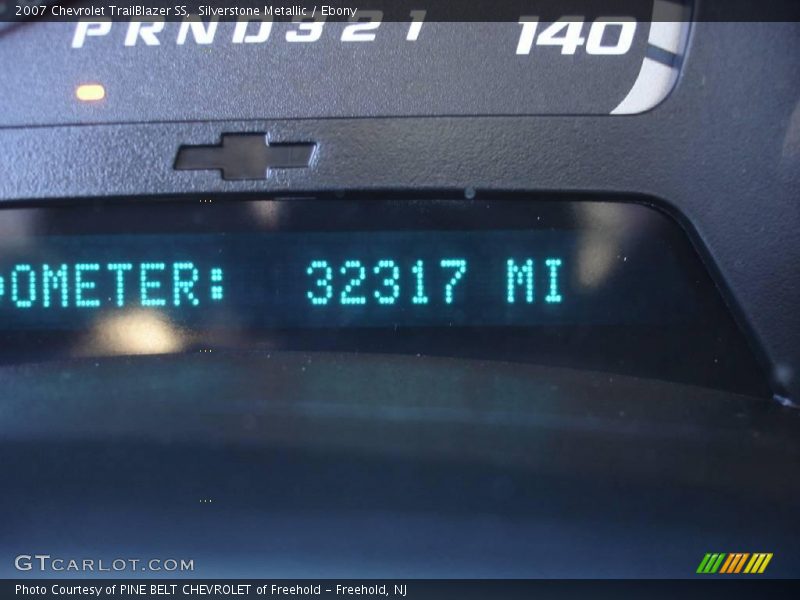 2007 Chevrolet TrailBlazer SS, Silverstone Metallic / Ebony
PRND321 140
ODOMETER: 32317 MI
GTCARLOT.COM
Photo Courtesy of PINE BELT CHEVROLET of Freehold - Freehold, NJ